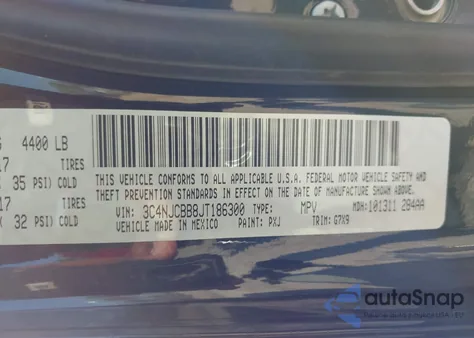 G 4400 LB
17 TIRES
35 PSI) COLD
17 TIRES
32 PSI) COLD
THIS VEHICLE CONFORMS TO ALL APPLICABLE U.S.A. FEDERAL MOTOR VEHICLE SAFETY
AND THEFT PREVENTION STANDARDS IN EFFECT ON THE DATE OF MANUFACTURE SHOWN ABOVE
VIN: 3C4NJCBB8JT186300 TYPE: MPV MDH: 101311 284AA
VEHICLE MADE IN MEXICO PAINT: PXJ TRIM: G7X9
autoSnap